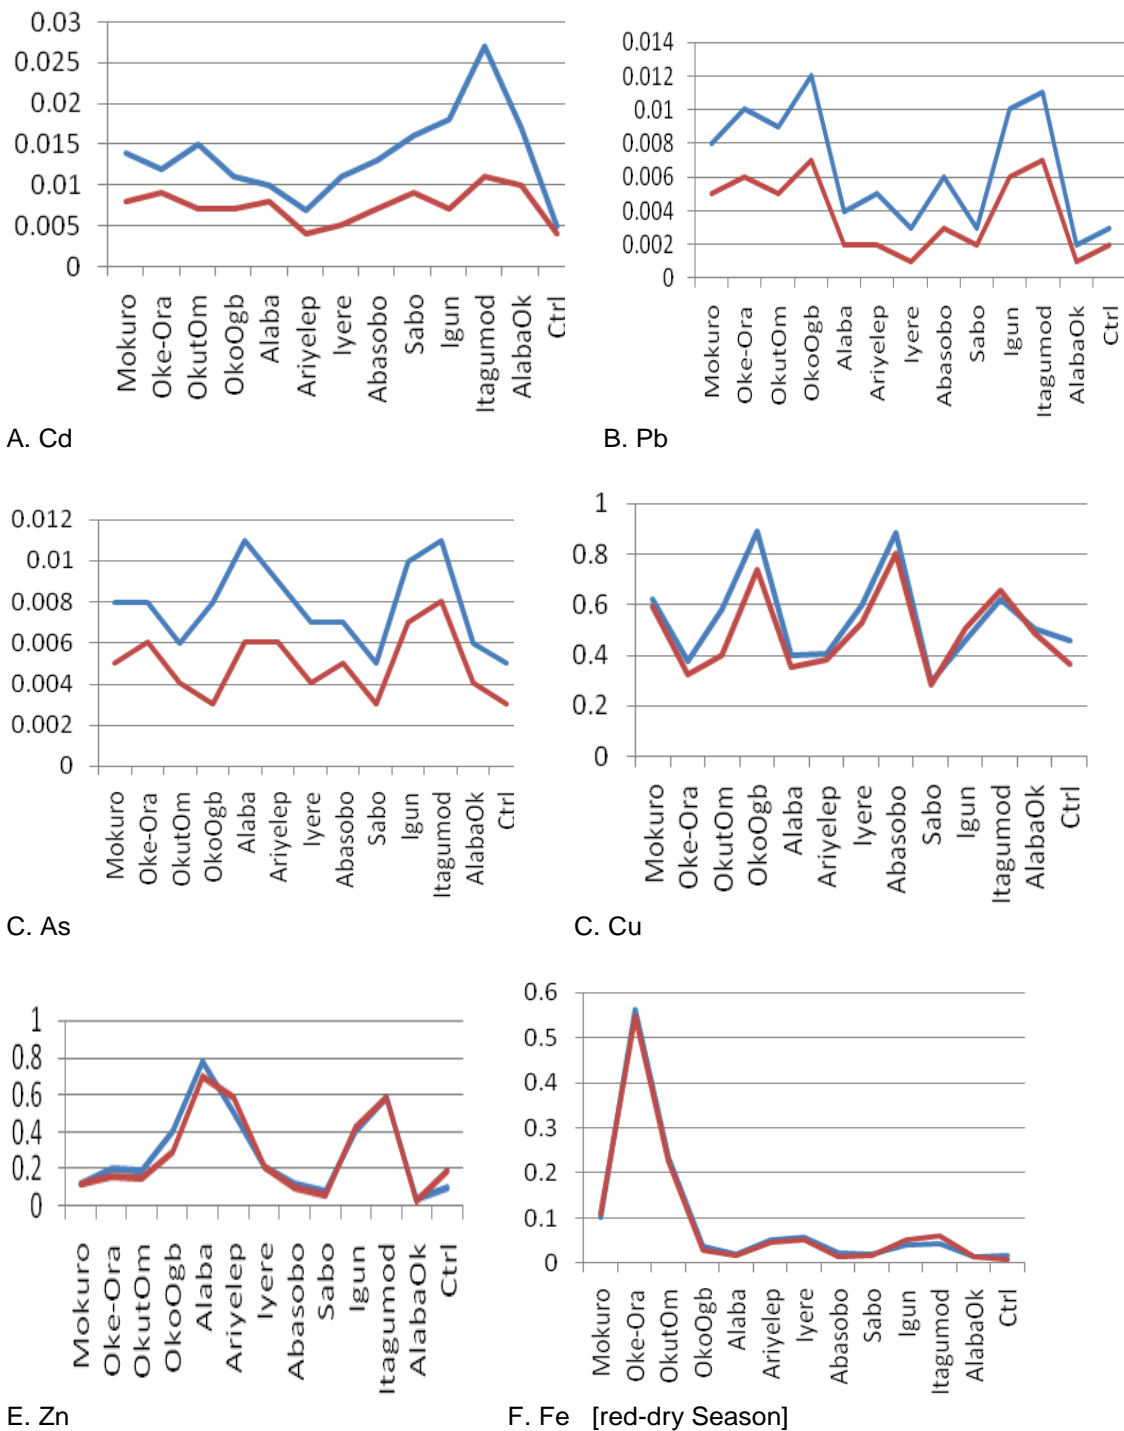 0.03
0.025
0.02
0.015
0.01
0.005
0
Mokuro
Oke-Ora
OkutOm
OkoOgb
Alaba
Ariyelep
Iyere
Abasobo
Sabo
Igun
Itagumod
AlabaOk
Ctrl
A. Cd
0.014
0.012
0.01
0.008
0.006
0.004
0.002
0
Mokuro
Oke-Ora
OkutOm
OkoOgb
Alaba
Ariyelep
Iyere
Abasobo
Sabo
Igun
Itagumod
AlabaOk
Ctrl
B. Pb
0.012
0.01
0.008
0.006
0.004
0.002
0
Mokuro
Oke-Ora
OkutOm
OkoOgb
Alaba
Ariyelep
Iyere
Abasobo
Sabo
Igun
Itagumod
AlabaOk
Ctrl
C. As
1
0.8
0.6
0.4
0.2
0
Mokuro
Oke-Ora
OkutOm
OkoOgb
Alaba
Ariyelep
Iyere
Abasobo
Sabo
Igun
Itagumod
AlabaOk
Ctrl
C. Cu
1
0.8
0.6
0.4
0.2
0
Mokuro
Oke-Ora
OkutOm
OkoOgb
Alaba
Ariyelep
Iyere
Abasobo
Sabo
Igun
Itagumod
AlabaOk
Ctrl
E. Zn
0.6
0.5
0.4
0.3
0.2
0.1
0
Mokuro
Oke-Ora
OkutOm
OkoOgb
Alaba
Ariyelep
Iyere
Abasobo
Sabo
Igun
Itagumod
AlabaOk
Ctrl
F. Fe [red-dry Season]